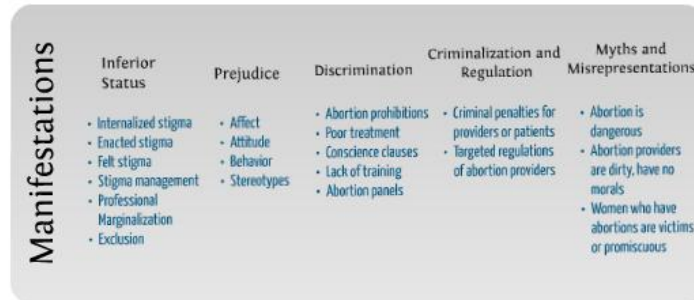 Manifestations
Inferior
Status
• Internalized stigma
• Enacted stigma
• Felt stigma
• Stigma management
• Professional
Marginalization
• Exclusion
Prejudice
• Affect
• Attitude
• Behavior
• Stereotypes
Discrimination
• Abortion prohibitions
• Poor treatment
• Conscience clauses
• Lack of training
• Abortion panels
Criminalization and
Regulation
• Criminal penalties for
providers or patients
• Targeted regulations
of abortion providers
Myths and
Misrepresentations
• Abortion is
dangerous
• Abortion providers
are dirty, have no
morals
• Women who have
abortions are victims
or promiscuous